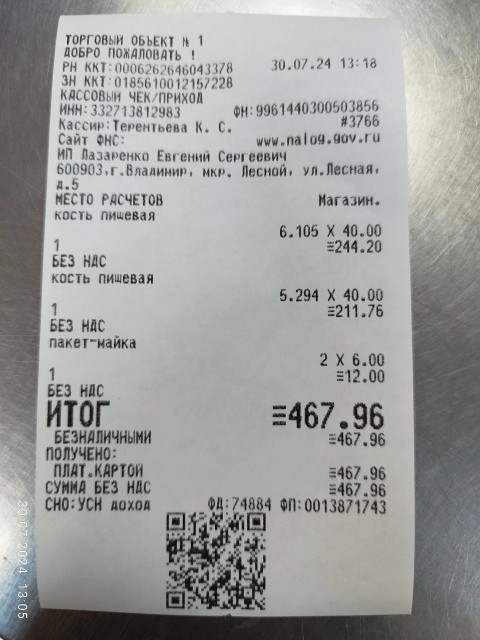 ТОРГОВЫЙ ОБЪЕКТ № 1
ДОБРО ПОЖАЛОВАТЬ !
РН ККТ:0006262646043378 30.07.24 13:18
ЗН ККТ:0185610012157228
КАССОВЫЙ ЧЕК/ПРИХОД
ИНН:332713812983 ФН:9961440300503856
Кассир:Терентьева К. С. #3766
Сайт ФНС: www.nalog.gov.ru
ИП Лазаренко Евгений Сергеевич
600903,г.Владимир, мкр. Лесной, ул.Лесная,
д.5
МЕСТО РАСЧЕТОВ Магазин.
кость пищевая
6.105 X 40.00
1 ≡244.20
БЕЗ НДС
кость пищевая
5.294 X 40.00
1 ≡211.76
БЕЗ НДС
пакет-майка
2 X 6.00
1 ≡12.00
БЕЗ НДС
ИТОГ ≡467.96
БЕЗНАЛИЧНЫМИ ≡467.96
ПОЛУЧЕНО:
ПЛАТ.КАРТОЙ ≡467.96
СУММА БЕЗ НДС ≡467.96
СНО:УСН доход ФД:74884 ФП:0013871743
30.07.2024 13:05